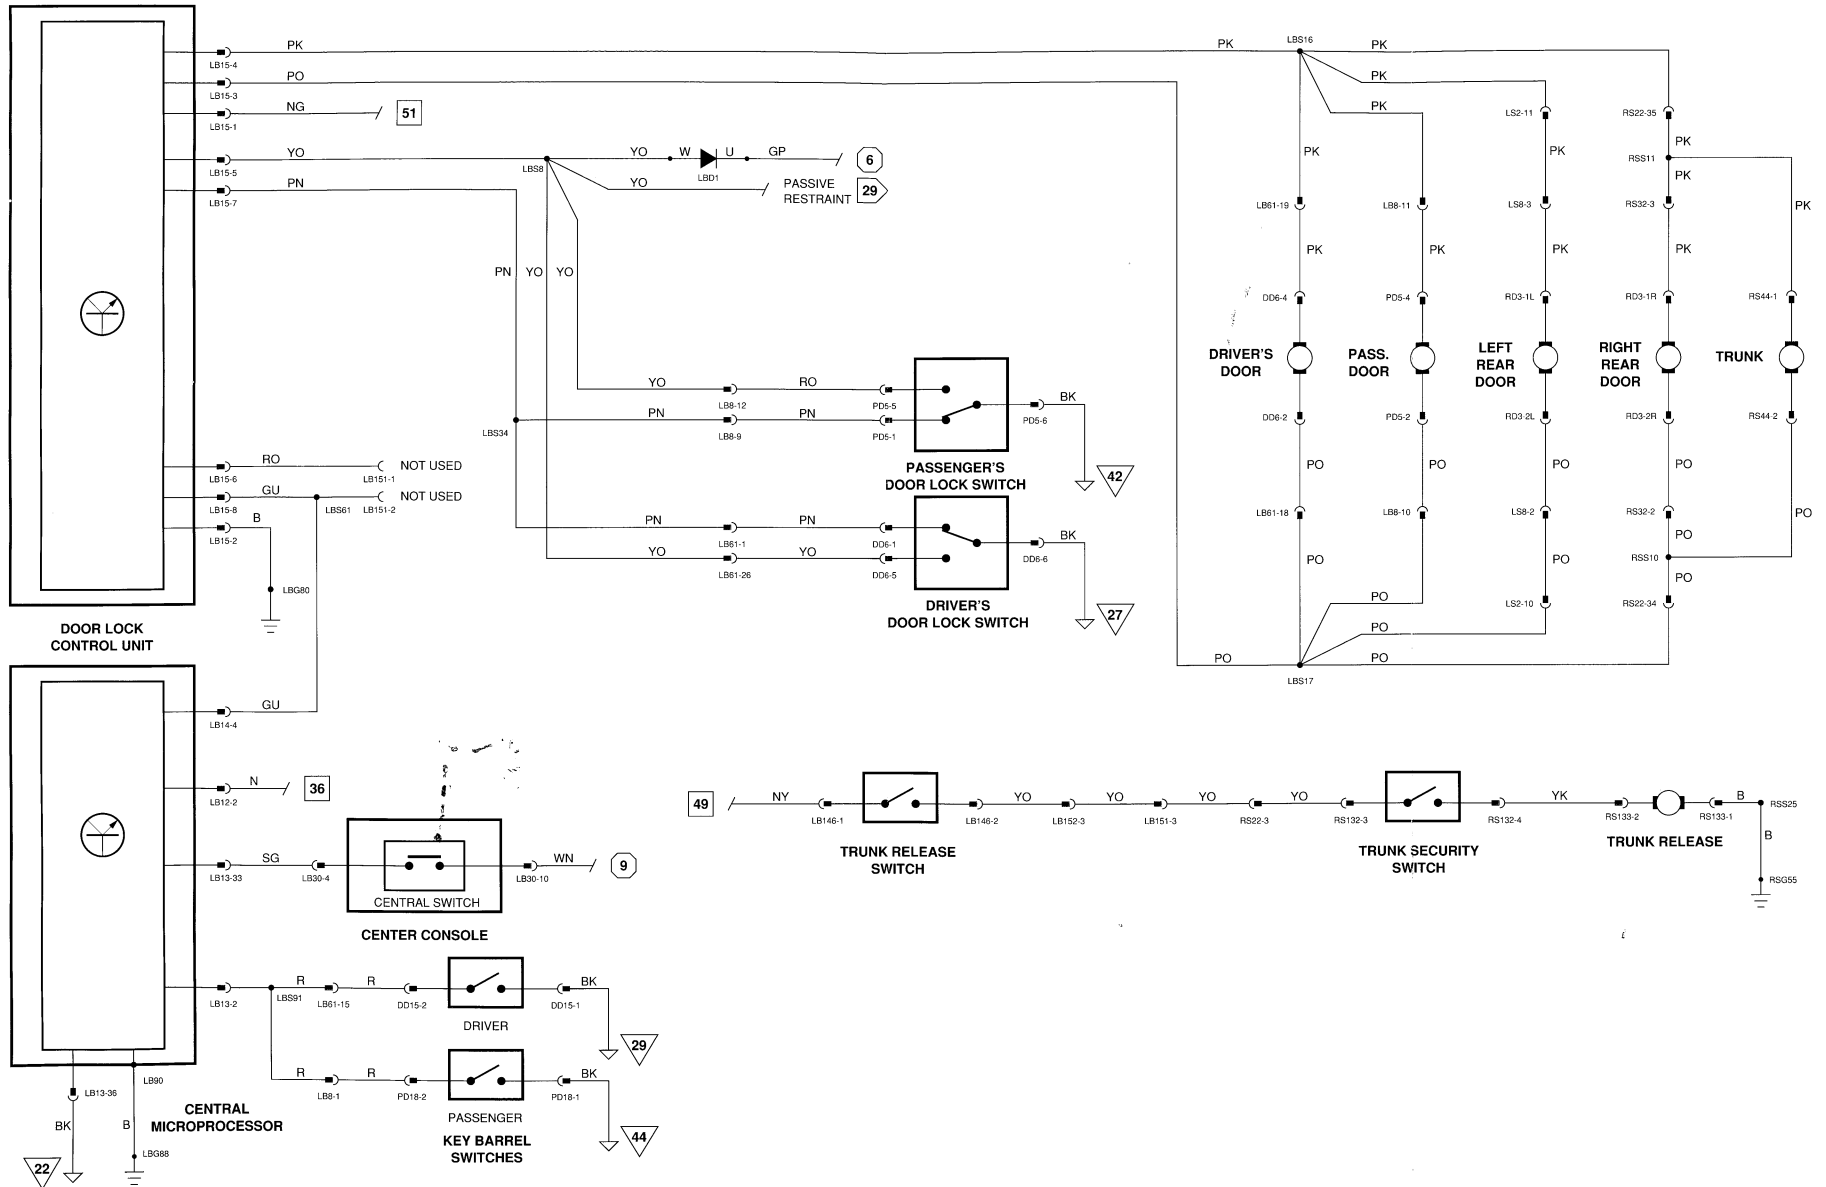 PK
LB15-4
PO
LB15-3
NG
LB15-1
51
YO
LB15-5
PN
LB15-7
LBS8
YO
W
LBD1
U
GP
6
YO
PASSIVE
RESTRAINT
29
PN
YO
YO
LBS34
YO
LB8-12
RO
PD5-5
PN
LB8-9
PN
PD5-1
PD5-6
BK
42
PASSENGER'S
DOOR LOCK SWITCH
PN
LB61-1
PN
DD6-1
YO
LB61-26
YO
DD6-5
DD6-6
BK
27
DRIVER'S
DOOR LOCK SWITCH
RO
LB15-6
LB151-1
NOT USED
GU
LB15-8
LBS61
LB151-2
NOT USED
B
LB15-2
LBG80
DOOR LOCK
CONTROL UNIT
PK
LBS16
PK
PK
PK
LS2-11
RS22-35
PK
PK
PK
RSS11
PK
LB61-19
LB8-11
LS8-3
RS32-3
PK
PK
PK
PK
PK
DD6-4
PD5-4
RD3-1L
RD3-1R
RS44-1
DRIVER'S
DOOR
PASS.
DOOR
LEFT
REAR
DOOR
RIGHT
REAR
DOOR
TRUNK
DD6-2
PD5-2
RD3-2L
RD3-2R
RS44-2
PO
PO
PO
PO
LB61-18
LB8-10
LS8-2
RS32-2
PO
PO
RSS10
PO
PO
PO
LS2-10
RS22-34
PO
PO
PO
PO
LBS17
GU
LB14-4
N
LB12-2
36
SG
LB13-33
LB30-4
CENTRAL SWITCH
LB30-10
WN
9
CENTER CONSOLE
LB13-2
LBS91
R
LB61-15
R
DD15-2
DRIVER
DD15-1
BK
29
R
LB8-1
R
PD18-2
PASSENGER
PD18-1
BK
44
KEY BARREL
SWITCHES
LB13-36
LB90
BK
B
LBG88
22
CENTRAL
MICROPROCESSOR
49
NY
LB146-1
TRUNK RELEASE
SWITCH
LB146-2
YO
LB152-3
YO
LB151-3
YO
RS22-3
YO
RS132-3
TRUNK SECURITY
SWITCH
RS132-4
YK
RS133-2
TRUNK RELEASE
RS133-1
B
RSS25
B
RSG55